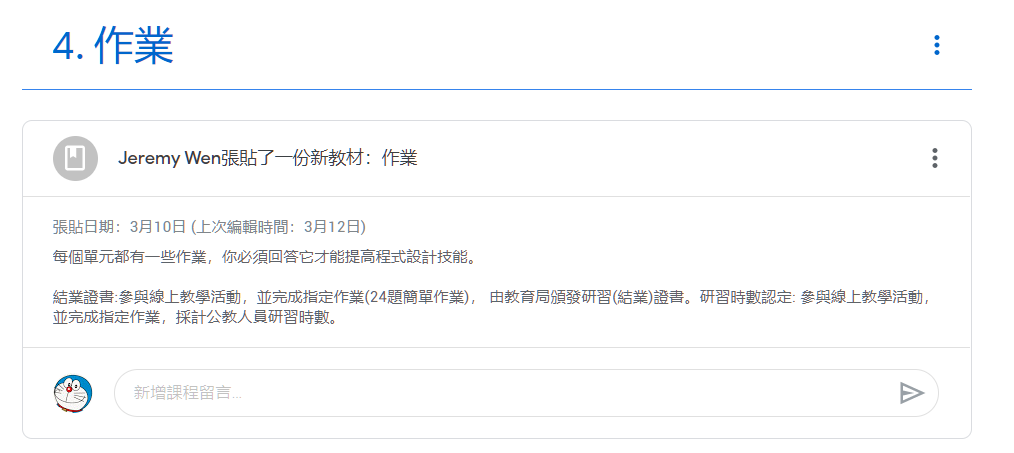 4. 作業
Jeremy Wen張貼了一份新教材：作業
張貼日期：3月10日 (上次編輯時間：3月12日)
每個單元都有一些作業，你必須回答它才能提高程式設計技能。
結業證書:參與線上教學活動，並完成指定作業(24題簡單作業)， 由教育局頒發研習(結業)證書。研習時數認定: 參與線上教學活動，
並完成指定作業，採計公教人員研習時數。
新增課程留言...